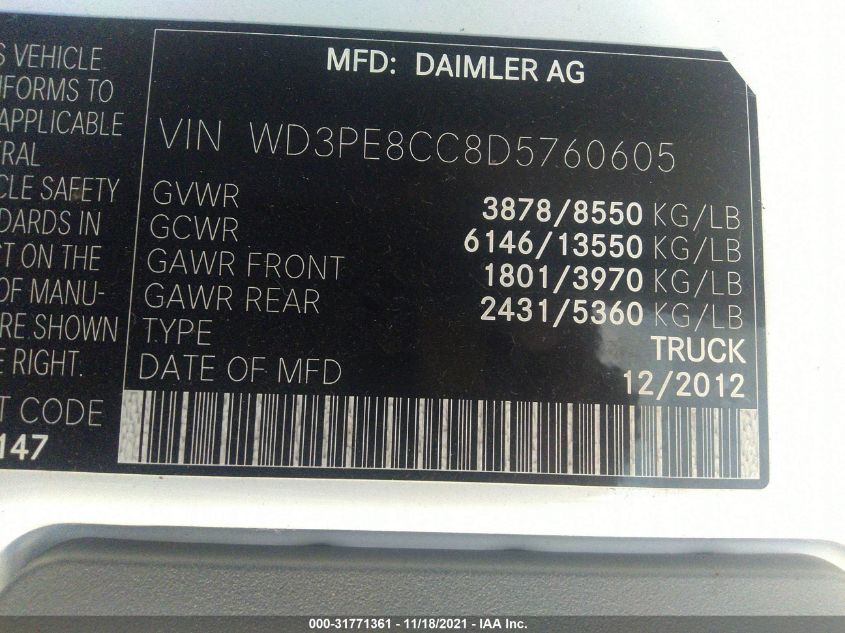 S VEHICLE
FORMS TO
APPLICABLE
RAL
CLE SAFETY
DARDS IN
CT ON THE
OF MANU-
RE SHOWN
E RIGHT.
T CODE
147
MFD: DAIMLER AG
VIN WD3PE8CC8D5760605
GVWR 3878/8550 KG/LB
GCWR 6146/13550 KG/LB
GAWR FRONT 1801/3970 KG/LB
GAWR REAR 2431/5360 KG/LB
TYPE TRUCK
DATE OF MFD 12/2012
000-31771361 - 11/18/2021 - IAA Inc.